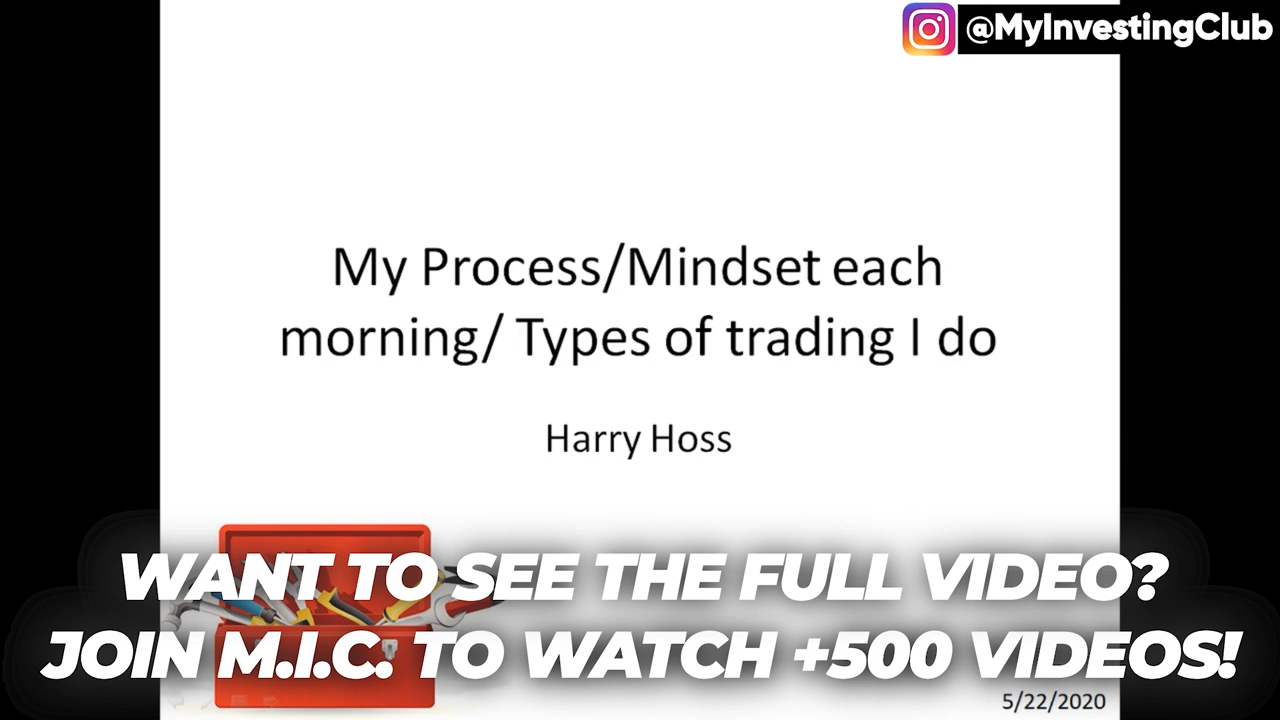 @MyInvestingClub
My Process/Mindset each
morning/ Types of trading I do
Harry Hoss
WANT TO SEE THE FULL VIDEO?
JOIN M.I.C. TO WATCH +500 VIDEOS!
5/22/2020